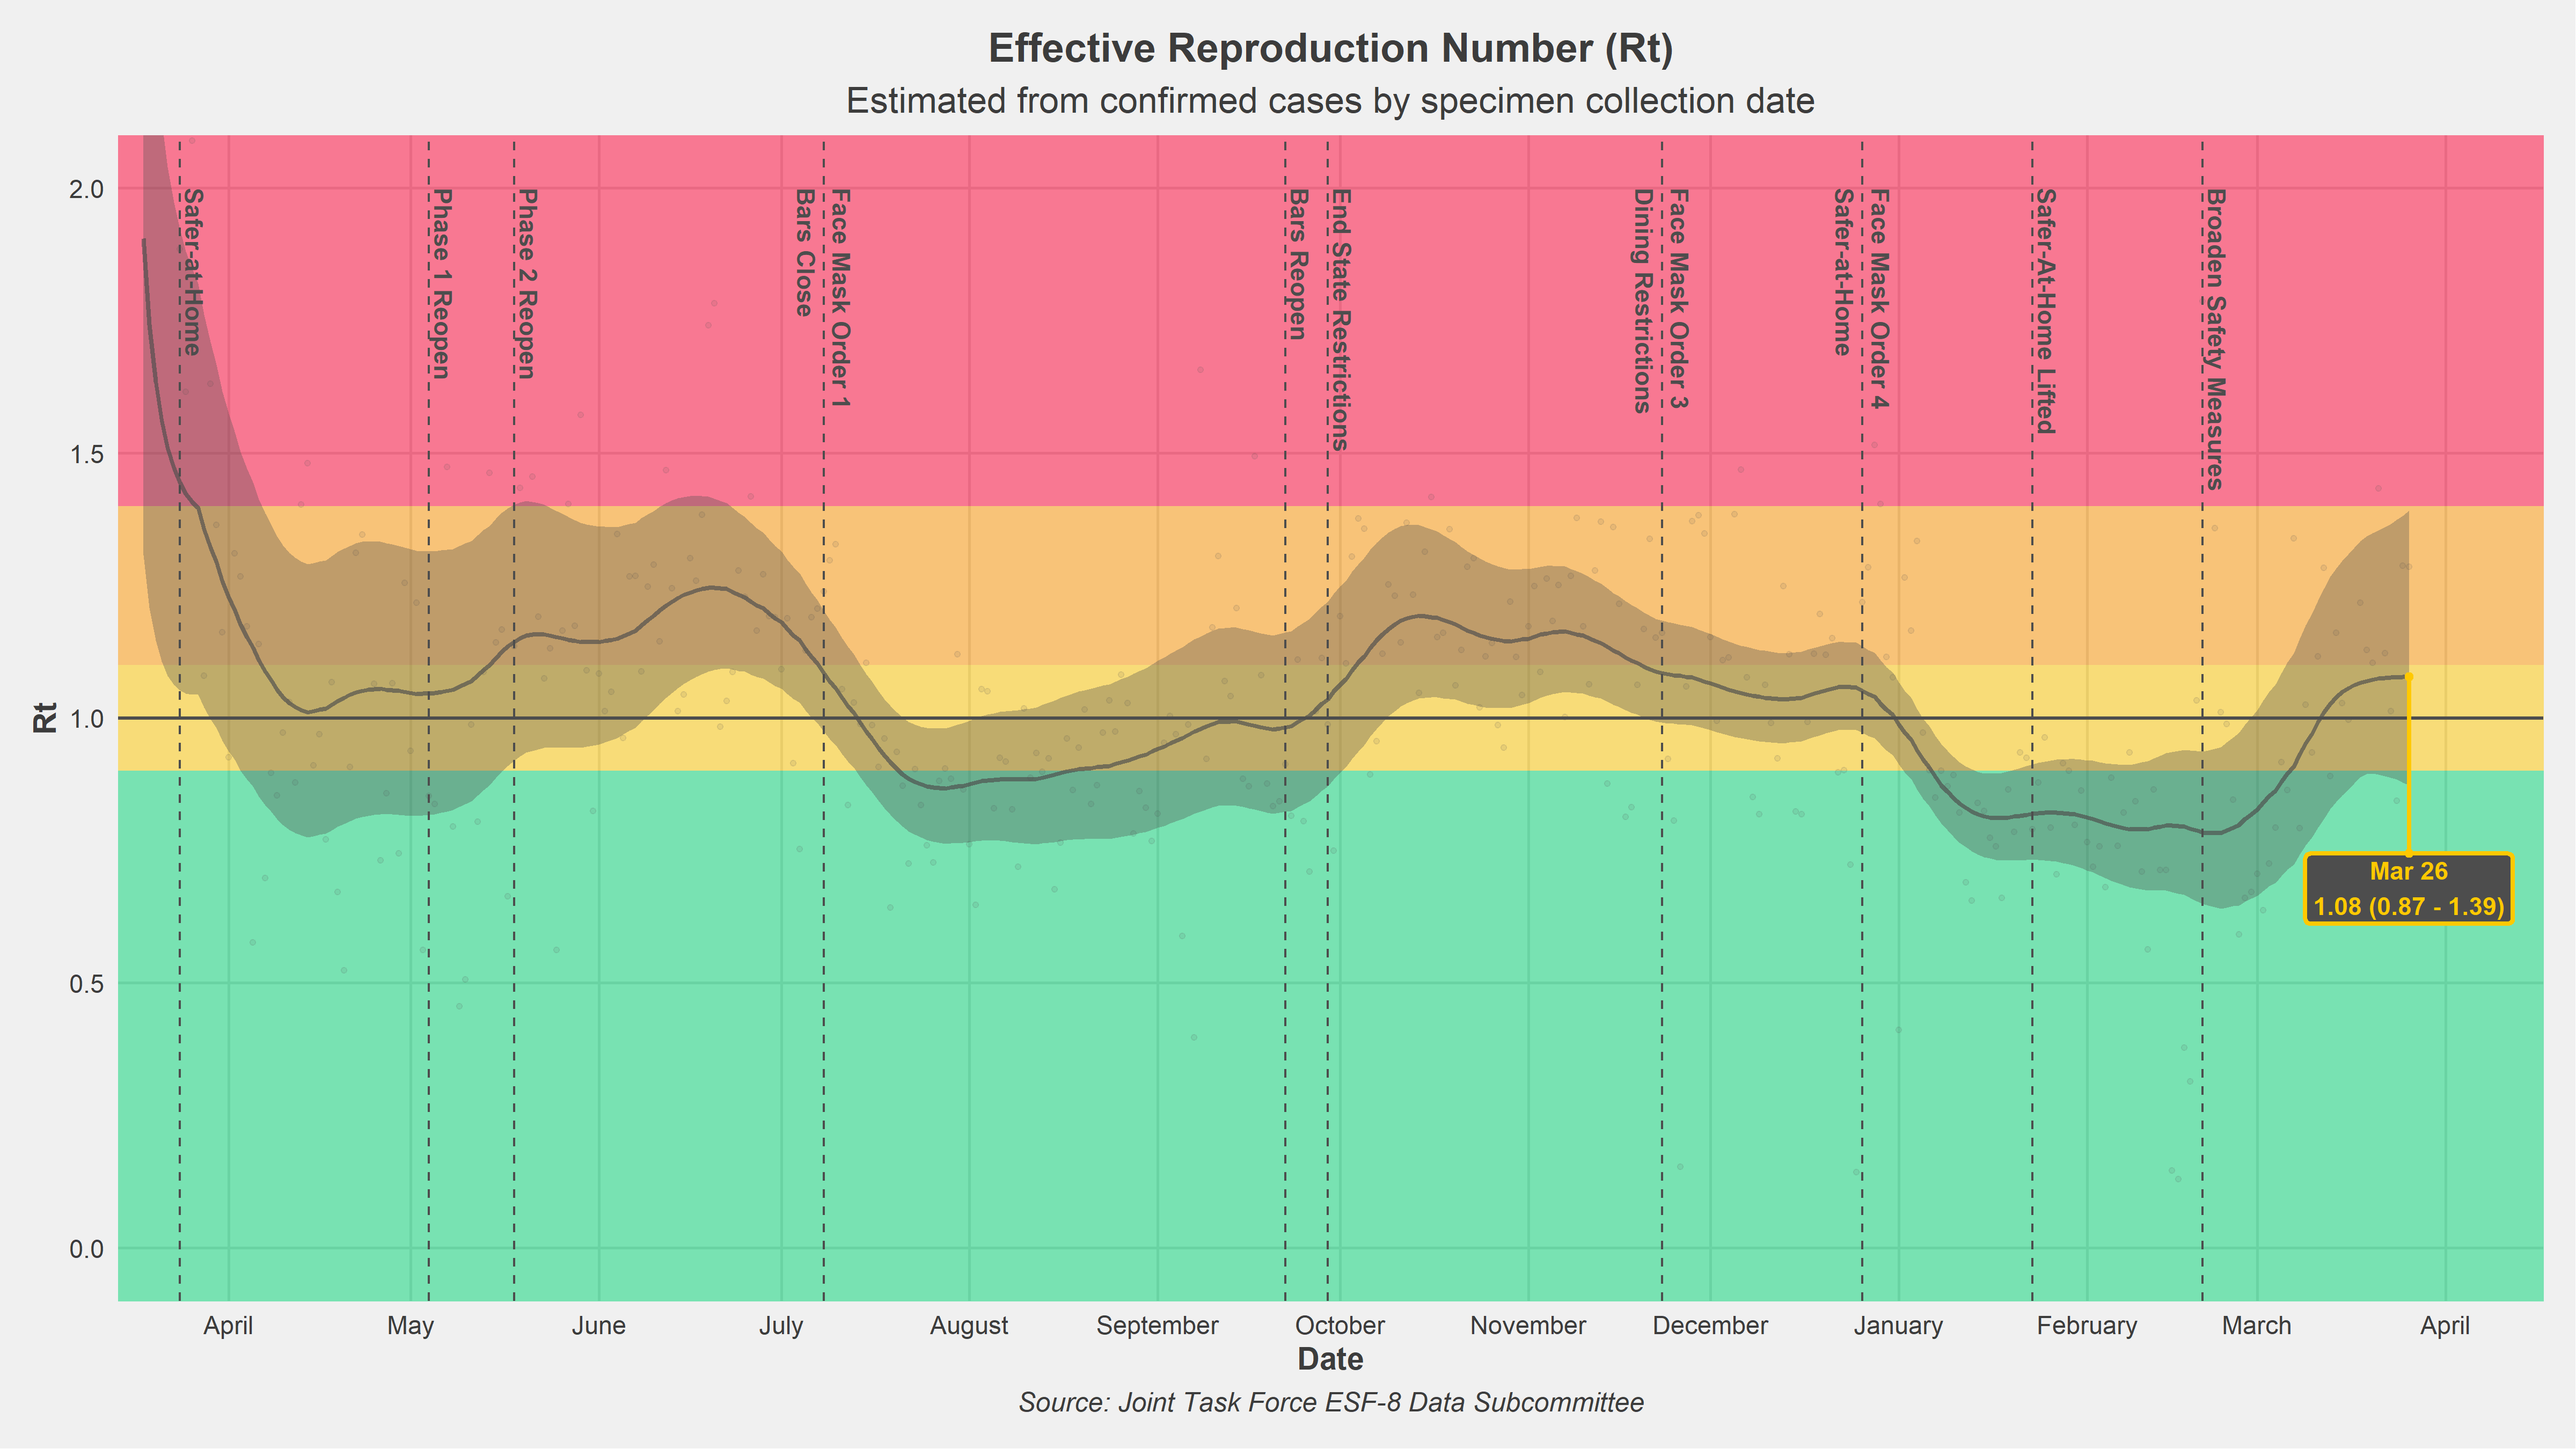 Effective Reproduction Number (Rt)
Estimated from confirmed cases by specimen collection date
Rt
2.0
1.5
1.0
0.5
0.0
Safer-at-Home
Phase 1 Reopen
Phase 2 Reopen
Bars Close
Face Mask Order 1
Bars Reopen
End State Restrictions
Dining Restrictions
Face Mask Order 3
Safer-at-Home
Face Mask Order 4
Safer-At-Home Lifted
Broaden Safety Measures
Mar 26
1.08 (0.87 - 1.39)
April
May
June
July
August
September
October
November
December
January
February
March
April
Date
Source: Joint Task Force ESF-8 Data Subcommittee